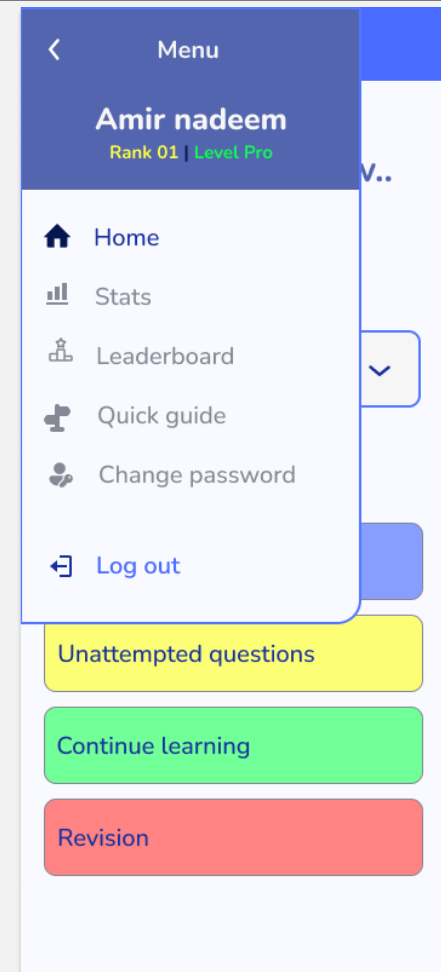 Menu
Amir nadeem
Rank 01 | Level Pro
Home
Stats
Leaderboard
Quick guide
Change password
Log out
Unattempted questions
Continue learning
Revision